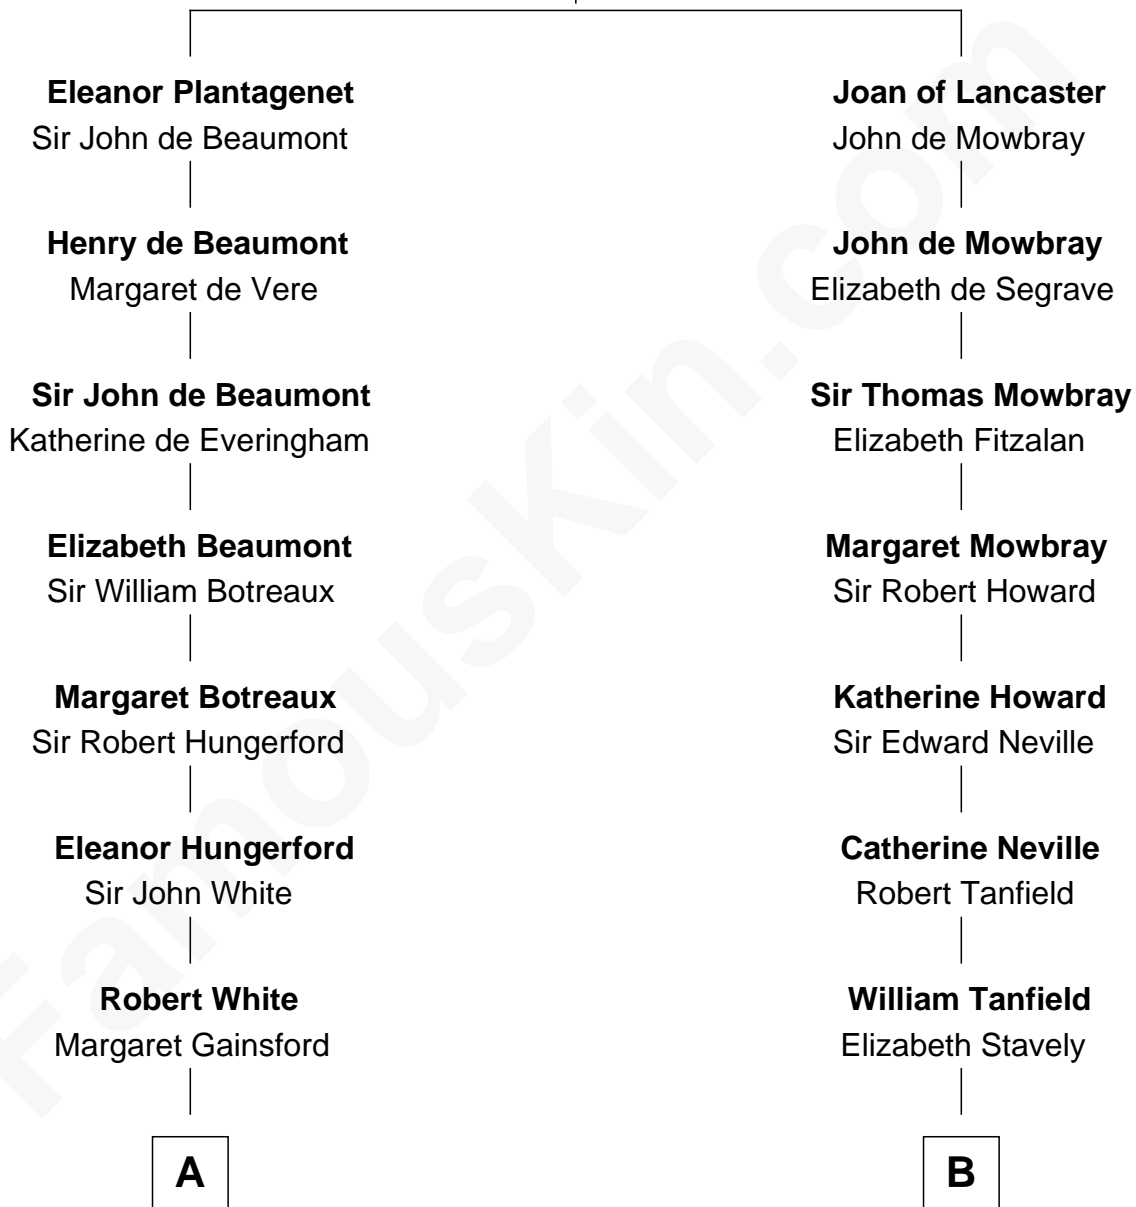 Eleanor Plantagenet
Sir John de Beaumont
Henry de Beaumont
Margaret de Vere
Sir John de Beaumont
Katherine de Everingham
Elizabeth Beaumont
Sir William Botreaux
Margaret Botreaux
Sir Robert Hungerford
Eleanor Hungerford
Sir John White
Robert White
Margaret Gainsford
A
Joan of Lancaster
John de Mowbray
John de Mowbray
Elizabeth de Segrave
Sir Thomas Mowbray
Elizabeth Fitzalan
Margaret Mowbray
Sir Robert Howard
Katherine Howard
Sir Edward Neville
Catherine Neville
Robert Tanfield
William Tanfield
Elizabeth Stavely
B
FamousKin.com